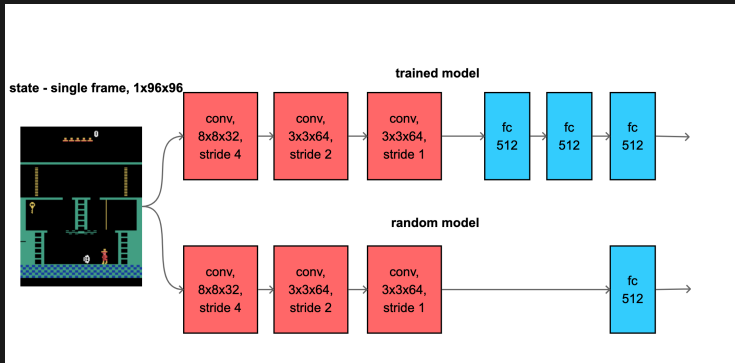 trained model
state - single frame, 1x96x96
0
conv,
8x8x32,
stride 4
conv,
3x3x64,
stride 2
conv,
3x3x64,
stride 1
fc
512
fc
512
fc
512
random model
conv,
8x8x32,
stride 4
conv,
3x3x64,
stride 2
conv,
3x3x64,
stride 1
fc
512